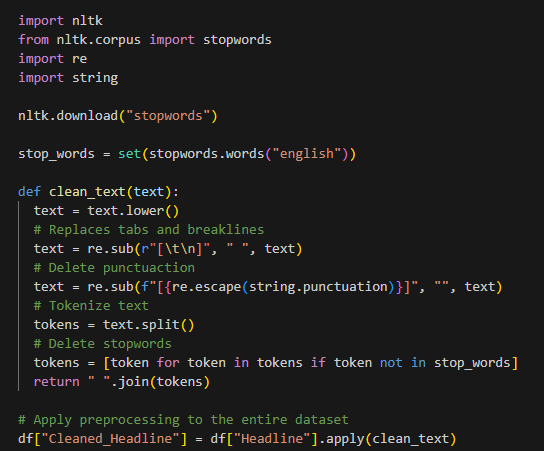 import nltk
from nltk.corpus import stopwords
import re
import string

nltk.download("stopwords")

stop_words = set(stopwords.words("english"))

def clean_text(text):
  text = text.lower()
  # Replaces tabs and breaklines
  text = re.sub(r"[\t\n]", " ", text)
  # Delete punctuaction
  text = re.sub(f"[{re.escape(string.punctuation)}]", "", text)
  # Tokenize text
  tokens = text.split()
  # Delete stopwords
  tokens = [token for token in tokens if token not in stop_words]
  return " ".join(tokens)

# Apply preprocessing to the entire dataset
df["Cleaned_Headline"] = df["Headline"].apply(clean_text)